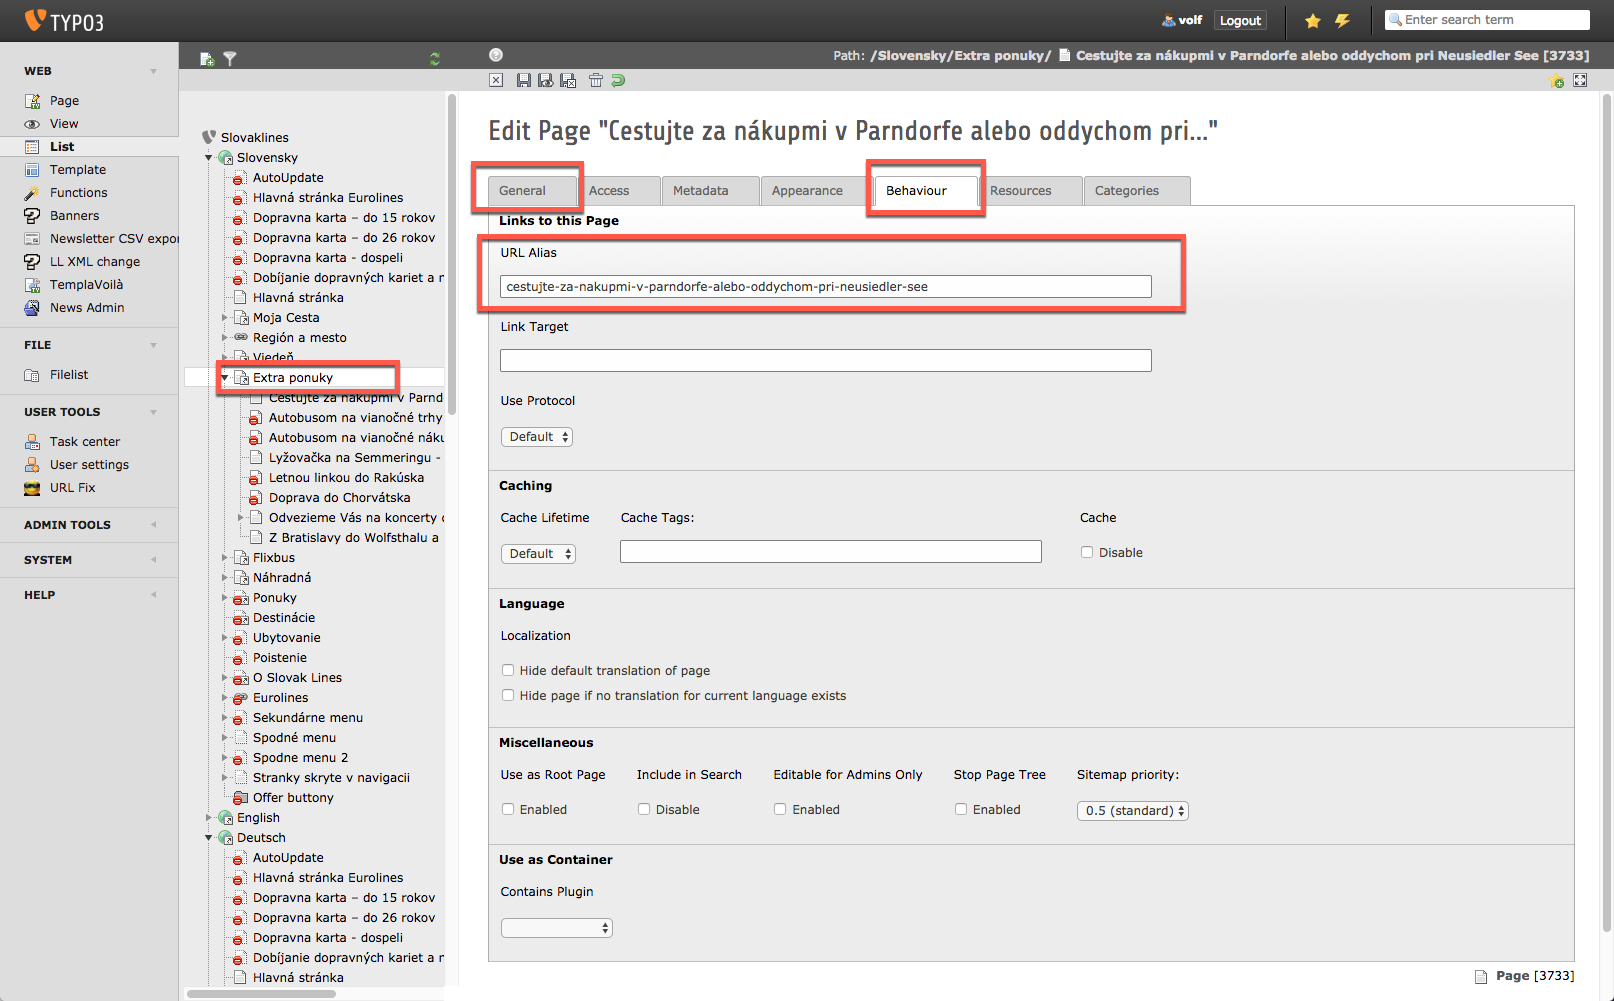 TYPO3
volf
Logout
Enter search term
Path: /Slovensky/Extra ponuky/ Cestujte za nákupmi v Parndorfe alebo oddychom pri Neusiedler See [3733]
WEB
Page
View
List
Template
Functions
Banners
Newsletter CSV expo
LL XML change
TemplaVoilà
News Admin
FILE
Filelist
USER TOOLS
Task center
User settings
URL Fix
ADMIN TOOLS
SYSTEM
HELP
Slovaklines
Slovensky
AutoUpdate
Hlavná stránka Eurolines
Dopravna karta – do 15 rokov
Dopravna karta – do 26 rokov
Dopravna karta - dospeli
Dobíjanie dopravných kariet a n
Hlavná stránka
Moja Cesta
Región a mesto
Viedeň
Extra ponuky
Cestujte za nákupmi v Parnd
Autobusom na vianočné trhy
Autobusom na vianočné náku
Lyžovačka na Semmeringu -
Letnou linkou do Rakúska
Doprava do Chorvátska
Odvezieme Vás na koncerty
Z Bratislavy do Wolfsthalu a
Flixbus
Náhradná
Ponuky
Destinácie
Ubytovanie
Poistenie
O Slovak Lines
Eurolines
Sekundárne menu
Spodné menu
Spodne menu 2
Stranky skryte v navigacii
Offer buttony
English
Deutsch
AutoUpdate
Hlavná stránka Eurolines
Dopravna karta – do 15 rokov
Dopravna karta – do 26 rokov
Dopravna karta - dospeli
Dobíjanie dopravných kariet a n
Hlavná stránka
Edit Page "Cestujte za nákupmi v Parndorfe alebo oddychom pri..."
General
Access
Metadata
Appearance
Behaviour
Resources
Categories
Links to this Page
URL Alias
cestujte-za-nakupmi-v-parndorfe-alebo-oddychom-pri-neusiedler-see
Link Target
Use Protocol
Default
Caching
Cache Lifetime Cache Tags: Cache
Default Disable
Language
Localization
Hide default translation of page
Hide page if no translation for current language exists
Miscellaneous
Use as Root Page Include in Search Editable for Admins Only Stop Page Tree Sitemap priority:
Enabled Disable Enabled Enabled 0.5 (standard)
Use as Container
Contains Plugin
Page [3733]